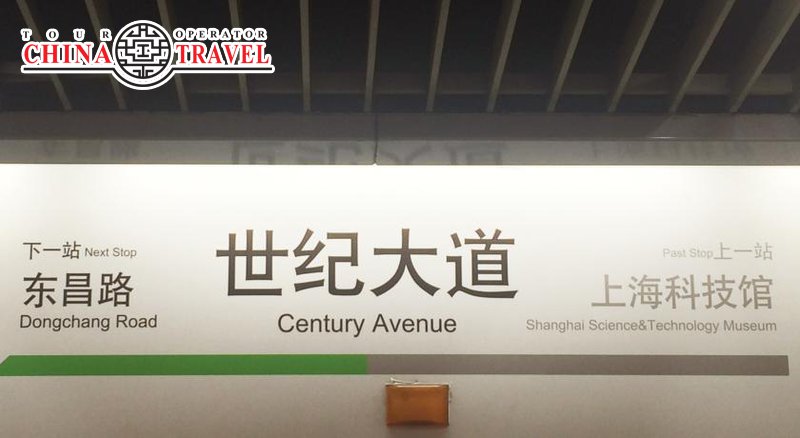 TOUR OPERATOR
CHINA TRAVEL
下一站 Next Stop
东昌路
Dongchang Road
世纪大道
Century Avenue
Past Stop 上一站
上海科技馆
Shanghai Science&Technology Museum